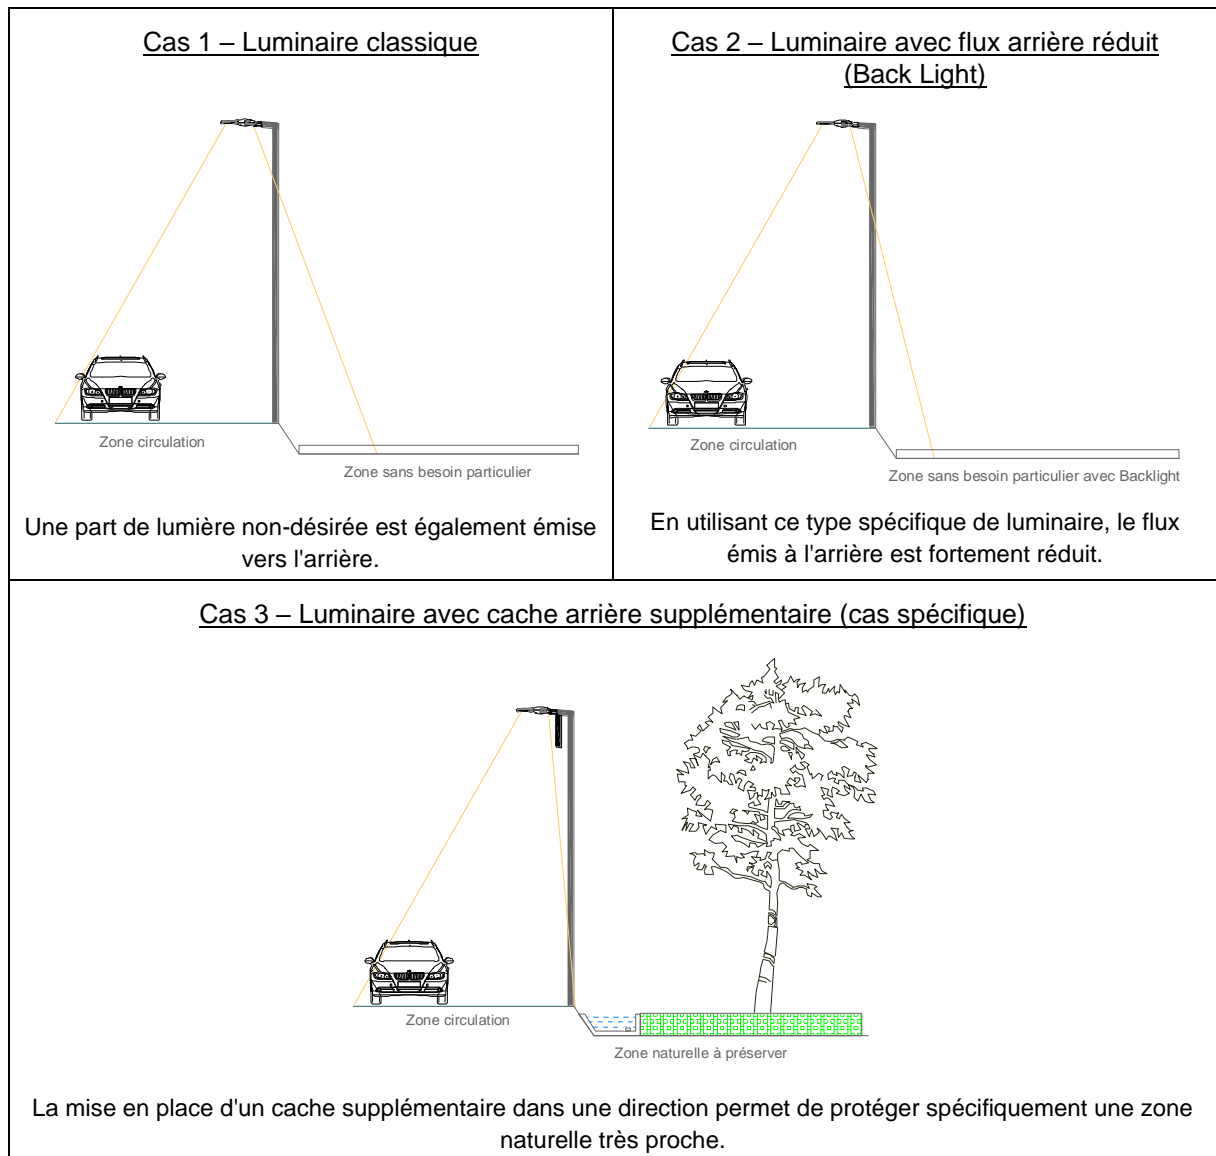 Cas 1 – Luminaire classique
Zone circulation
Zone sans besoin particulier
Une part de lumière non-désirée est également émise
vers l'arrière.
Cas 2 – Luminaire avec flux arrière réduit
(Back Light)
Zone circulation
Zone sans besoin particulier avec Backlight
En utilisant ce type spécifique de luminaire, le flux
émis à l'arrière est fortement réduit.
Cas 3 – Luminaire avec cache arrière supplémentaire (cas spécifique)
Zone circulation
Zone naturelle à préserver
La mise en place d'un cache supplémentaire dans une direction permet de protéger spécifiquement une zone
naturelle très proche.